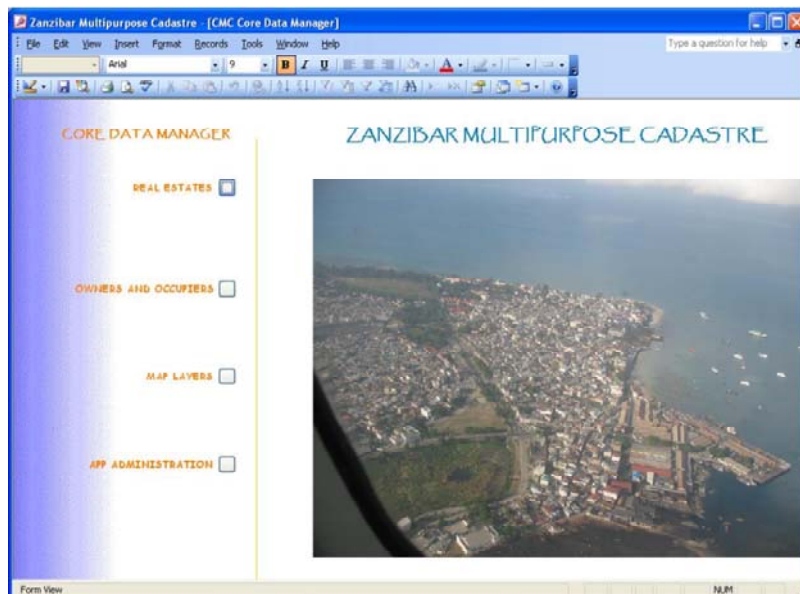 Zanzibar Multipurpose Cadastre - [CMC Core Data Manager]
File Edit View Insert Format Records Tools Window Help
Type a question for help
Arial 9 B I U A
CORE DATA MANAGER
ZANZIBAR MULTIPURPOSE CADASTRE
REAL ESTATES
OWNERS AND OCCUPIERS
MAP LAYERS
APP ADMINISTRATION
Form View NUM